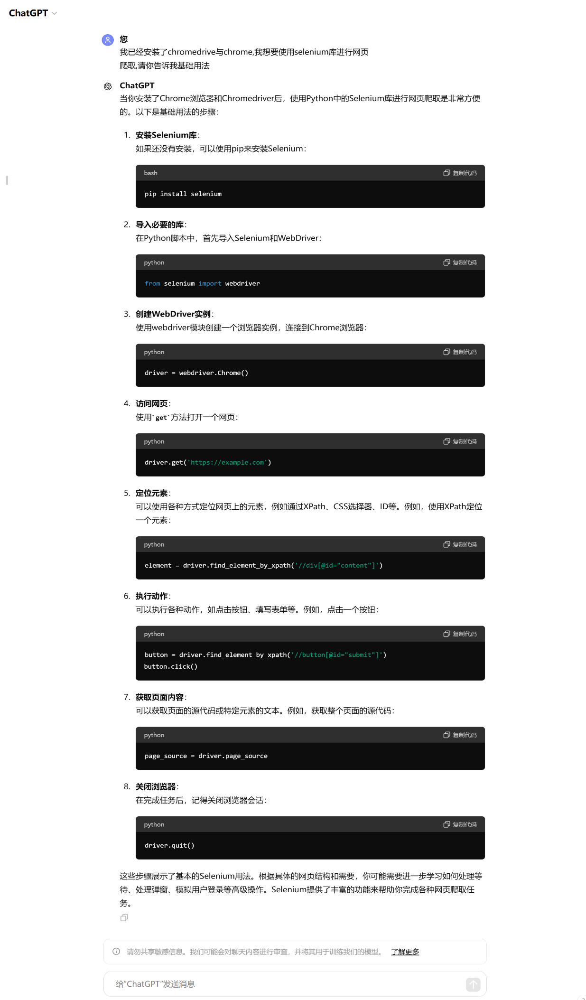 ChatGPT
您
我已经安装了chromedrive与chrome,我想要使用selenium库进行网页
爬取,请你告诉我基础用法
ChatGPT
当你安装了Chrome浏览器和Chromedriver后，使用Python中的Selenium库进行网页爬取是非常方便
的。以下是基础用法的步骤：
1. 安装Selenium库：
如果还没有安装，可以使用pip来安装Selenium：
bash 复制代码
pip install selenium
2. 导入必要的库：
在Python脚本中，首先导入Selenium和WebDriver：
python 复制代码
from selenium import webdriver
3. 创建WebDriver实例：
使用webdriver模块创建一个浏览器实例，连接到Chrome浏览器：
python 复制代码
driver = webdriver.Chrome()
4. 访问网页：
使用`get`方法打开一个网页：
python 复制代码
driver.get('https://example.com')
5. 定位元素：
可以使用各种方式定位网页上的元素，例如通过XPath、CSS选择器、ID等。例如，使用XPath定位
一个元素：
python 复制代码
element = driver.find_element_by_xpath('//div[@id="content"]')
6. 执行动作：
可以执行各种动作，如点击按钮、填写表单等。例如，点击一个按钮：
python 复制代码
button = driver.find_element_by_xpath('//button[@id="submit"]')
button.click()
7. 获取页面内容：
可以获取页面的源代码或特定元素的文本。例如，获取整个页面的源代码：
python 复制代码
page_source = driver.page_source
8. 关闭浏览器：
在完成任务后，记得关闭浏览器会话：
python 复制代码
driver.quit()
这些步骤展示了基本的Selenium用法。根据具体的网页结构和需要，你可能需要进一步学习如何处理等
待、处理弹窗、模拟用户登录等高级操作。Selenium提供了丰富的功能来帮助你完成各种网页爬取任
务。
请勿共享敏感信息。我们可能会对聊天内容进行审查，并将其用于训练我们的模型。 了解更多
给“ChatGPT”发送消息